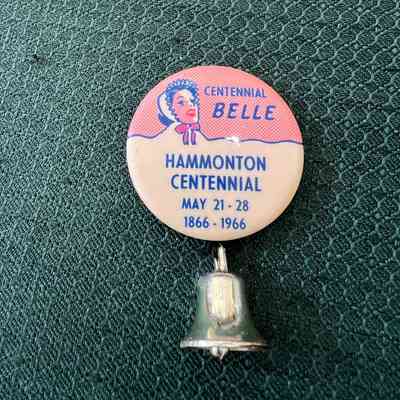 CENTENNIAL
BELLE
HAMMONTON
CENTENNIAL
MAY 21 - 28
1866 - 1966